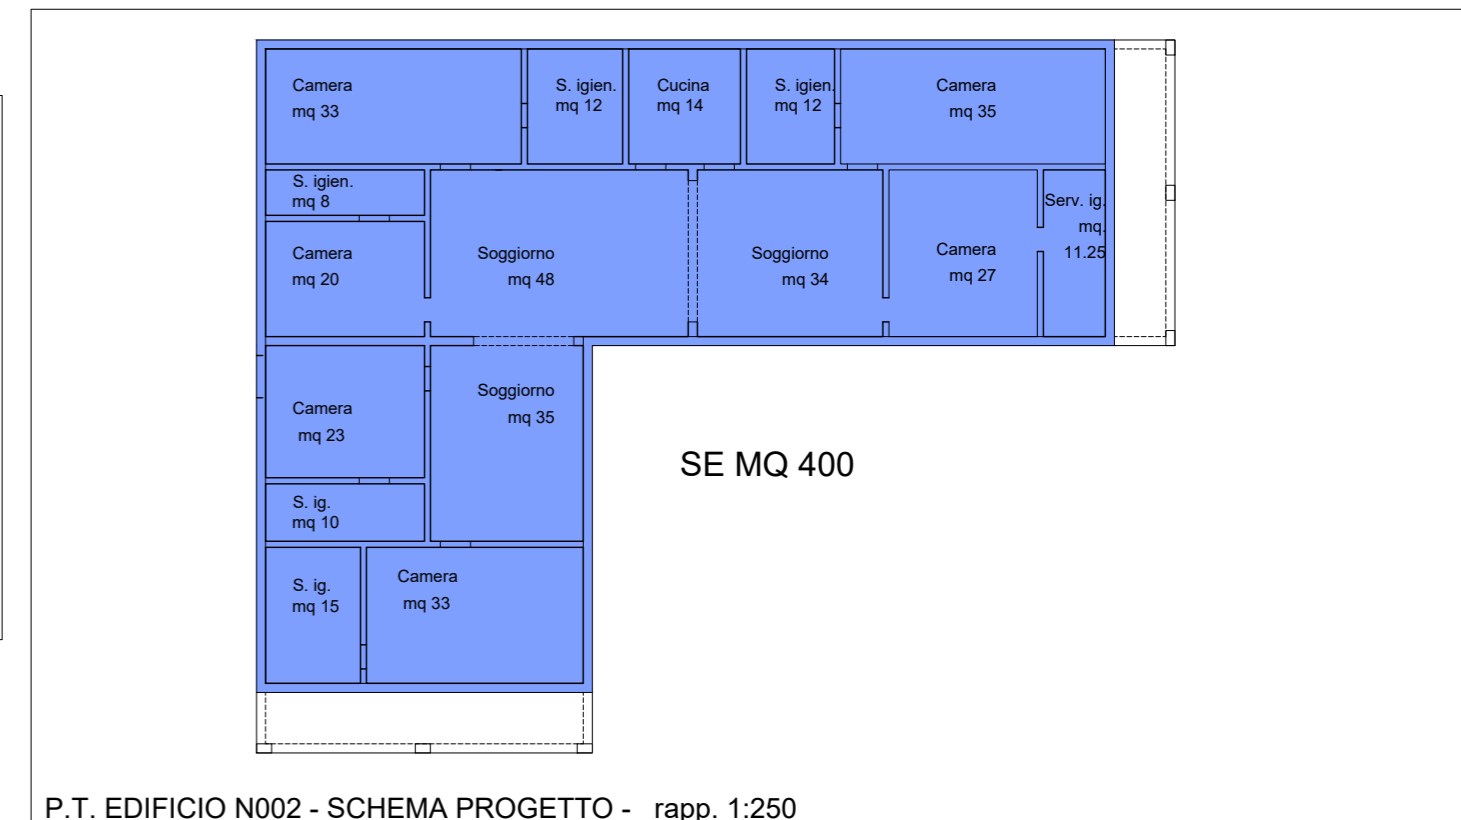 Camera
mq 33
S. igien.
mq 12
Cucina
mq 14
S. igien.
mq 12
Camera
mq 35
S. igien.
mq 8
Camera
mq 20
Soggiorno
mq 48
Soggiorno
mq 34
Camera
mq 27
Serv. ig.
mq.
11.25
Camera
mq 23
Soggiorno
mq 35
SE MQ 400
S. ig.
mq 10
S. ig.
mq 15
Camera
mq 33
P.T. EDIFICIO N002 - SCHEMA PROGETTO - rapp. 1:250